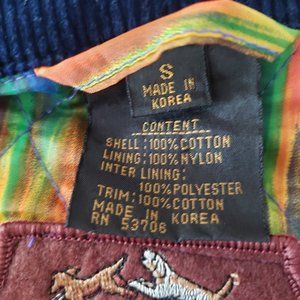 S
MADE IN
KOREA
CONTENT
SHELL: 100% COTTON
LINING: 100% NYLON
INTER LINING:
100% POLYESTER
TRIM: 100% COTTON
MADE IN KOREA
RN 53706